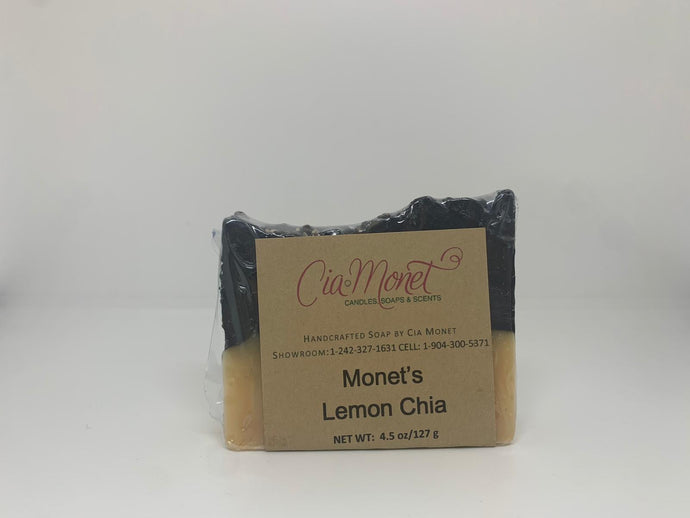 Cia Monet
CANDLES, SOAPS & SCENTS
HANDCRAFTED SOAP BY CIA MONET
SHOWROOM:1-242-327-1631 CELL: 1-904-300-5371
Monet's
Lemon Chia
NET WT: 4.5 oz/127 g